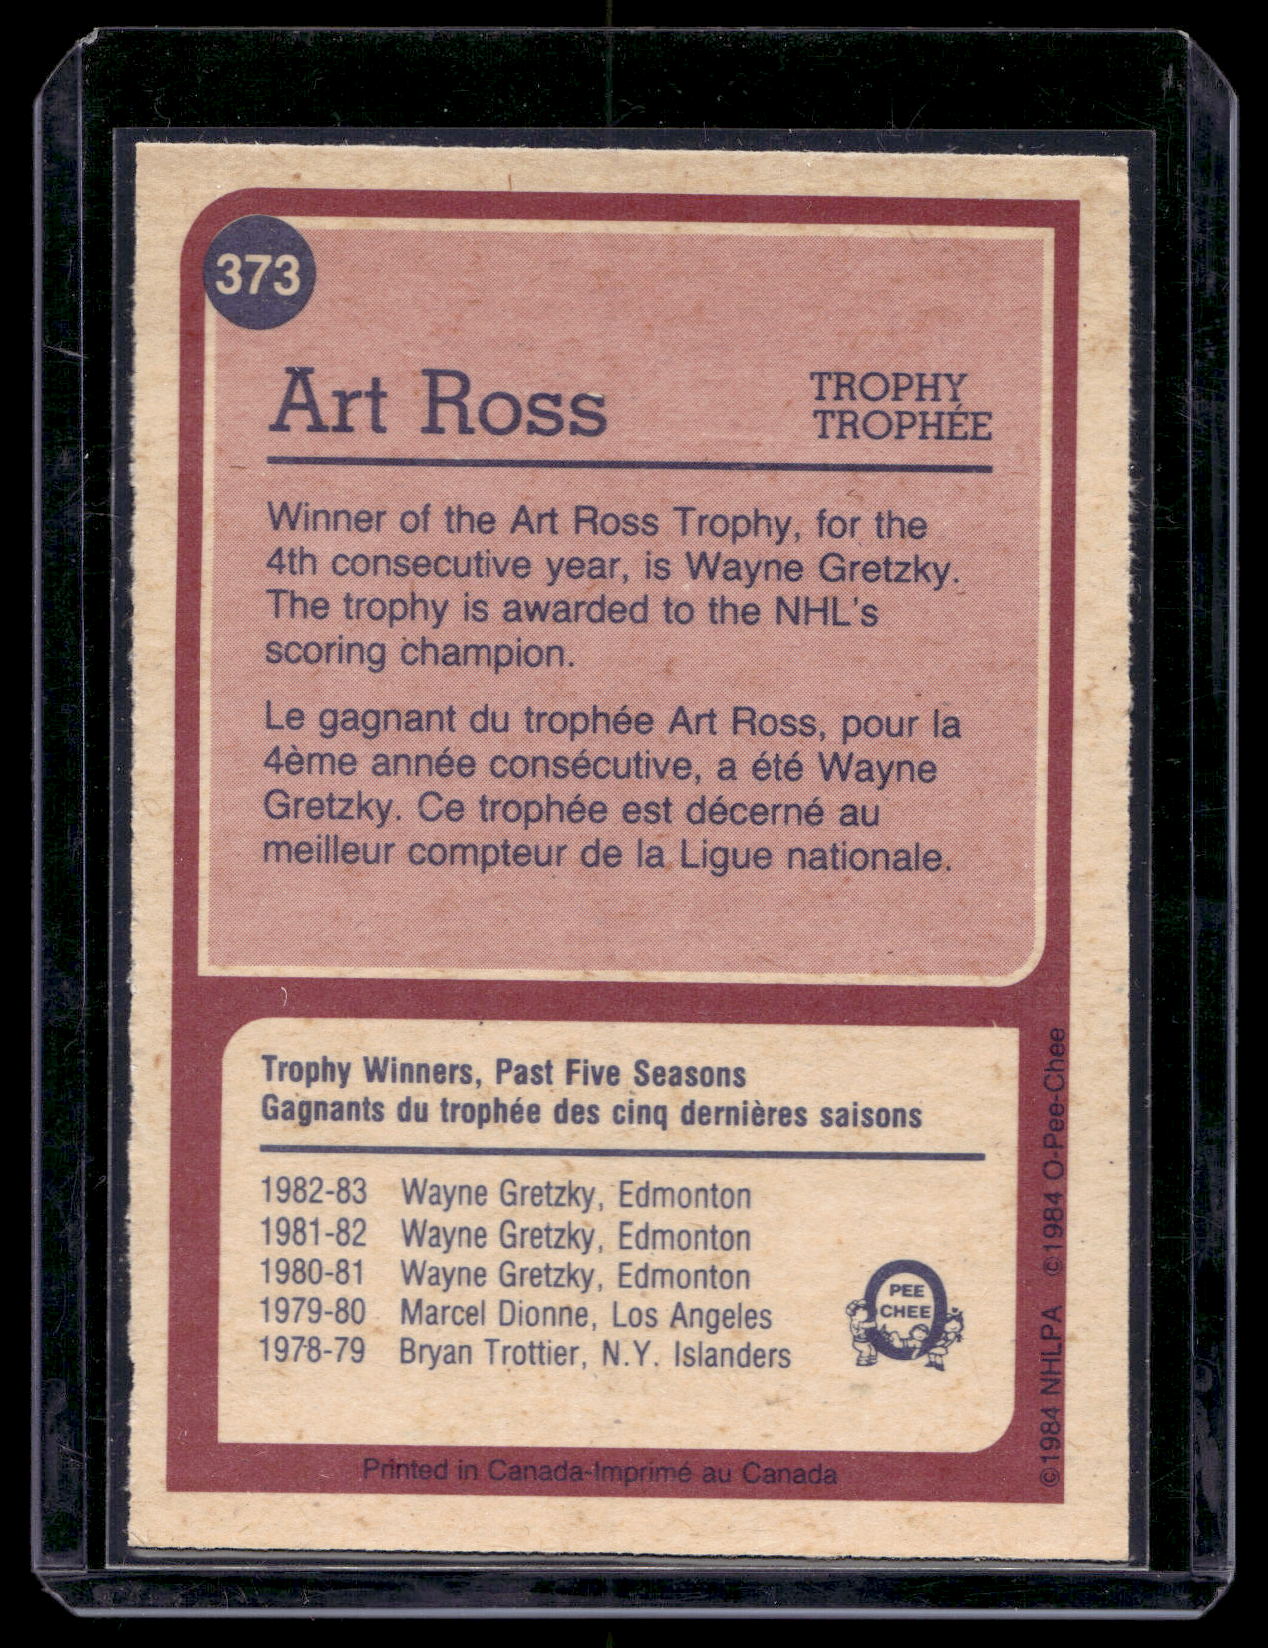 373
Art Ross
TROPHY
TROPHÉE
Winner of the Art Ross Trophy, for the
4th consecutive year, is Wayne Gretzky.
The trophy is awarded to the NHL's
scoring champion.
Le gagnant du trophée Art Ross, pour la
4ème année consécutive, a été Wayne
Gretzky. Ce trophée est décerné au
meilleur compteur de la Ligue nationale.
Trophy Winners, Past Five Seasons
Gagnants du trophée des cinq dernières saisons
1982-83 Wayne Gretzky, Edmonton
1981-82 Wayne Gretzky, Edmonton
1980-81 Wayne Gretzky, Edmonton
1979-80 Marcel Dionne, Los Angeles
1978-79 Bryan Trottier, N.Y. Islanders
PEE
CHEE
Printed in Canada-Imprimé au Canada
©1984 NHLPA ©1984 O-Pee-Chee